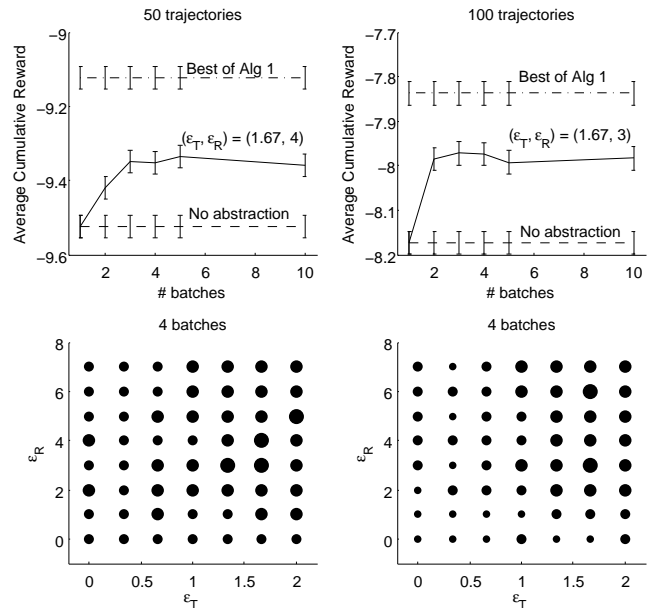 50 trajectories
Average Cumulative Reward
−9
−9.2
−9.4
−9.6
Best of Alg 1
(ε_T, ε_R) = (1.67, 4)
No abstraction
2 4 6 8 10
# batches
100 trajectories
Average Cumulative Reward
−7.7
−7.8
−7.9
−8
−8.1
−8.2
Best of Alg 1
(ε_T, ε_R) = (1.67, 3)
No abstraction
2 4 6 8 10
# batches
4 batches
ε_R
8
6
4
2
0
0 0.5 1 1.5 2
ε_T
4 batches
ε_R
8
6
4
2
0
0 0.5 1 1.5 2
ε_T